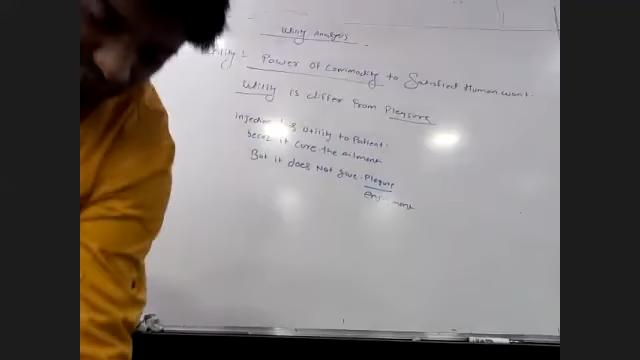 Utility Analysis
Utility : Power of Commodity to Satisfied Human want.
Utility is differ from Pleasure
Injection is Utility to Patient.
becoz it cure the ailment
But it does Not give Plequre